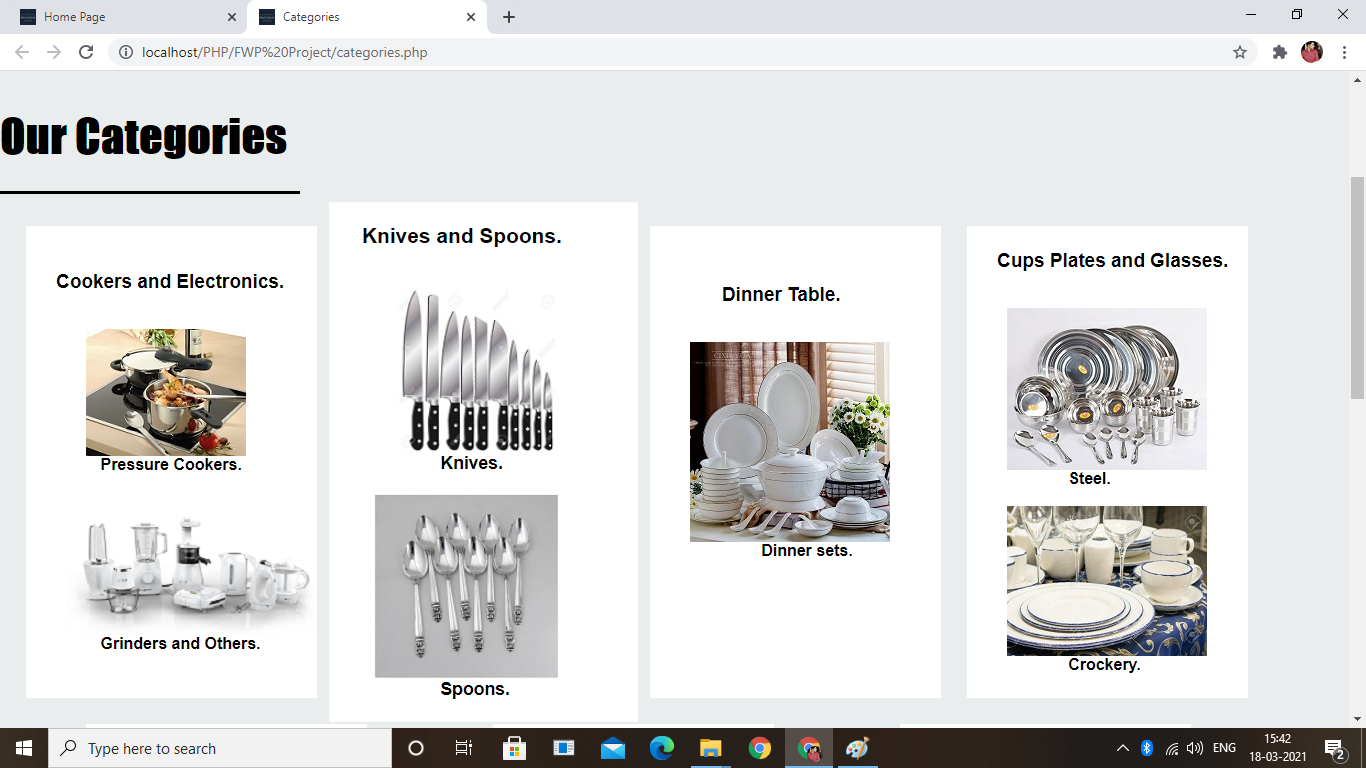 Home Page
Categories
localhost/PHP/FWP%20Project/categories.php
Our Categories
Cookers and Electronics.
Pressure Cookers.
Grinders and Others.
Knives and Spoons.
Knives.
Spoons.
Dinner Table.
Dinner sets.
Cups Plates and Glasses.
Steel.
Crockery.
Type here to search
ENG
15:42
18-03-2021
2